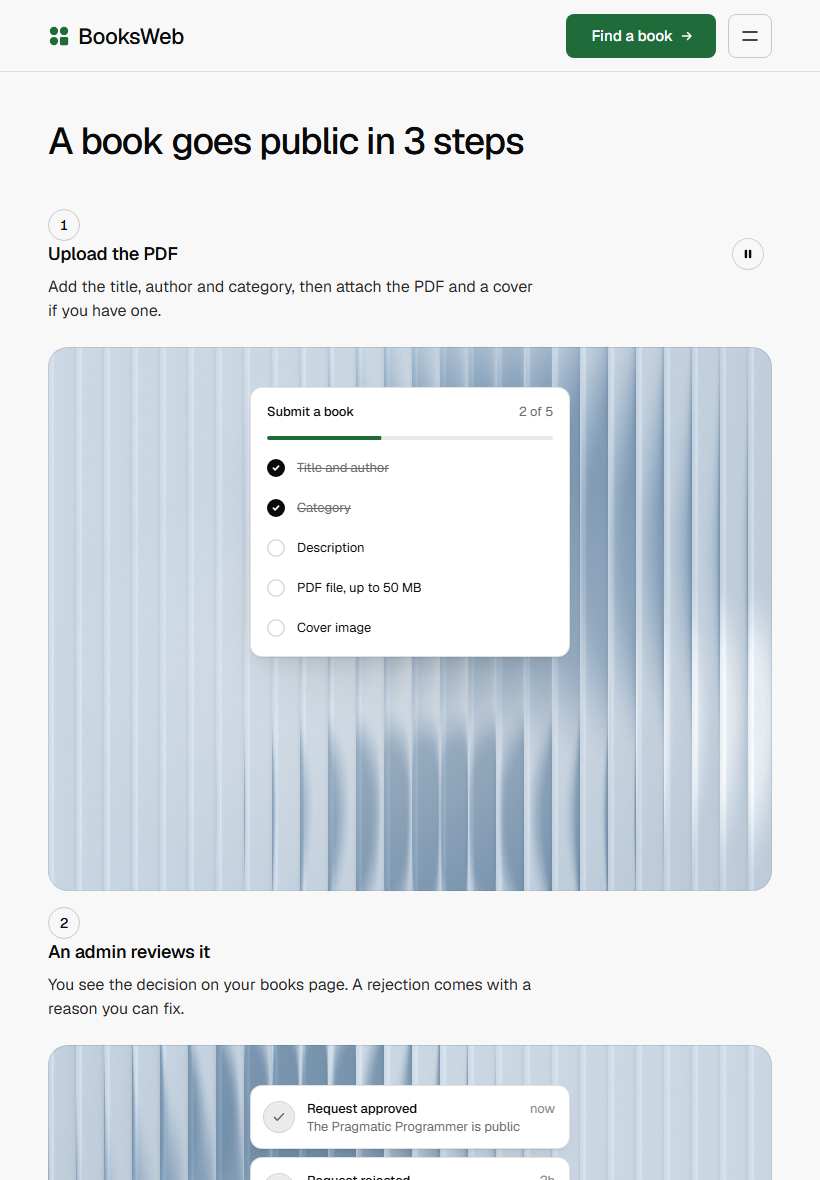 BooksWeb
Find a book →
A book goes public in 3 steps
1
Upload the PDF
Add the title, author and category, then attach the PDF and a cover
if you have one.
Submit a book 2 of 5
Title and author
Category
Description
PDF file, up to 50 MB
Cover image
2
An admin reviews it
You see the decision on your books page. A rejection comes with a
reason you can fix.
Request approved now
The Pragmatic Programmer is public
Request rejected 2h